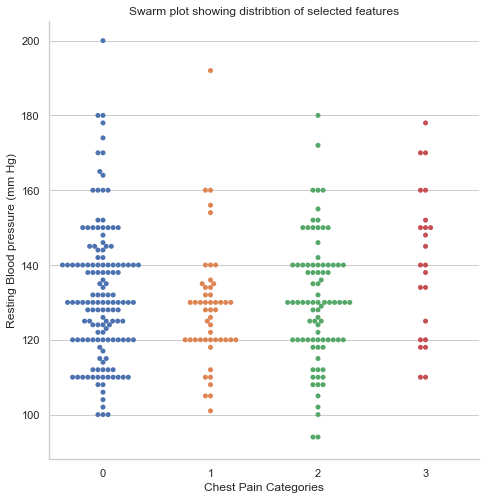 Swarm plot showing distribtion of selected features
Resting Blood pressure (mm Hg)
200
180
160
140
120
100
0 1 2 3
Chest Pain Categories